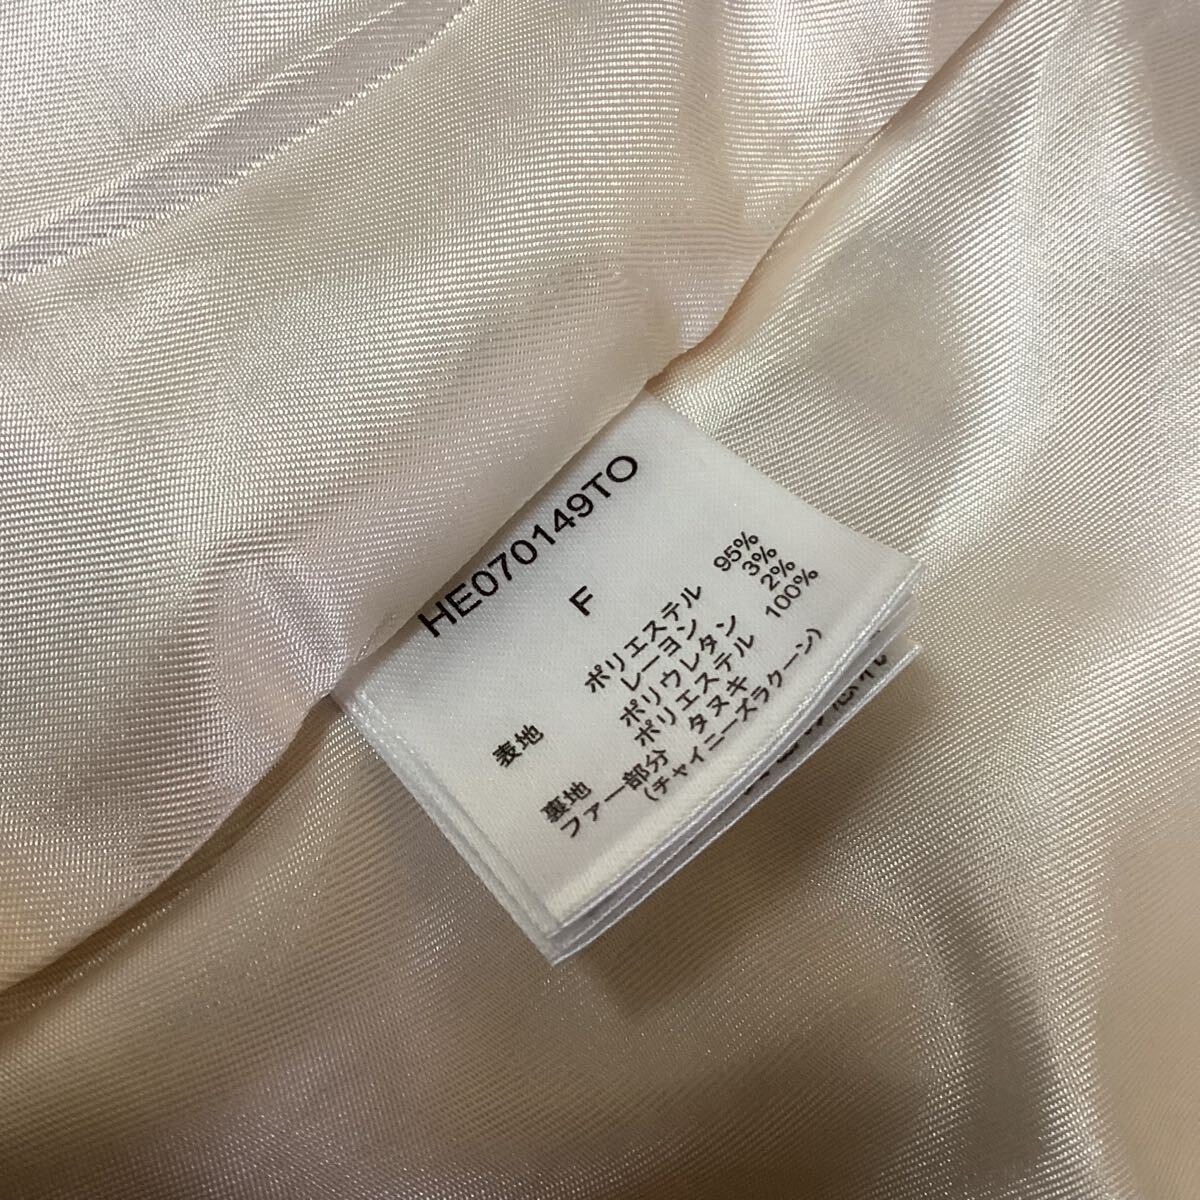 HE070149TO
F
表地 ポリエステル 95%
レーヨン 3%
ポリウレタン 2%
裏地 ポリエステル 100%
ファー部分 タヌキ
(チャイニーズラクーン)